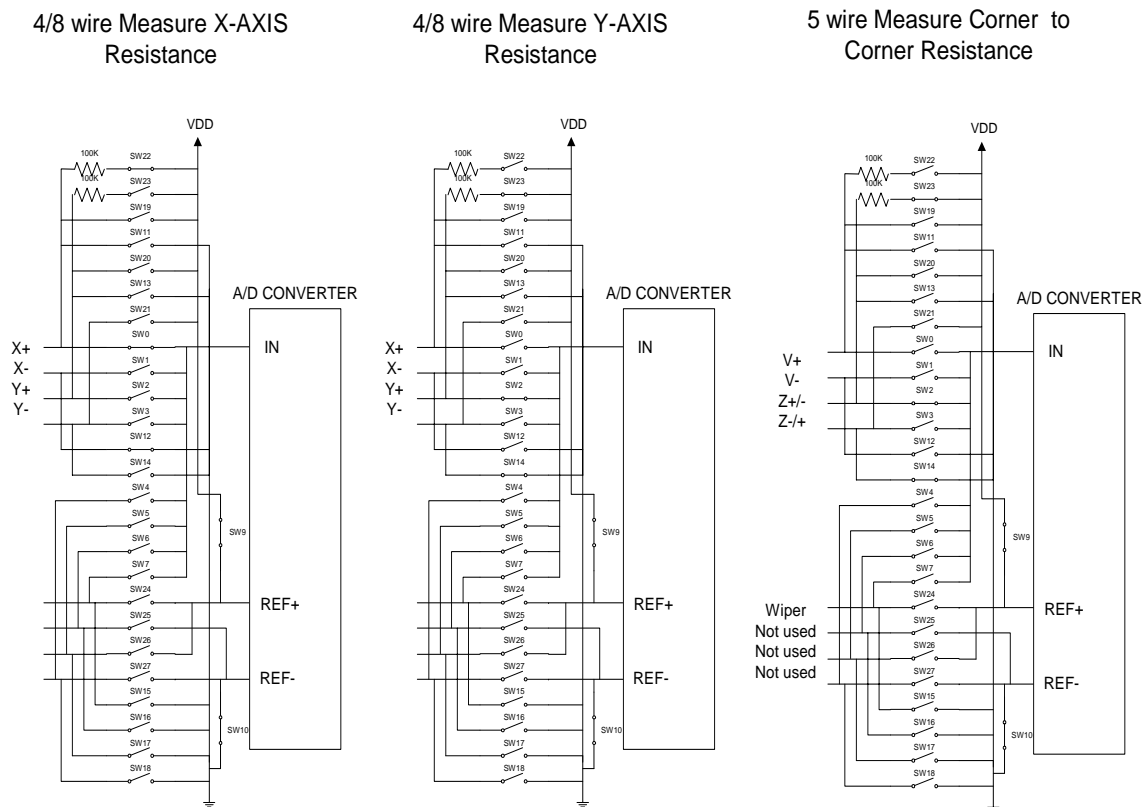 4/8 wire Measure X-AXIS
Resistance
VDD
100K
SW22
100K
SW23
SW19
SW11
SW20
SW13
A/D CONVERTER
SW21
X+
SW0
IN
X-
SW1
Y+
SW2
Y-
SW3
SW12
SW14
SW4
SW5
SW9
SW6
SW7
SW24
REF+
SW25
SW26
SW27
REF-
SW15
SW16
SW10
SW17
SW18
4/8 wire Measure Y-AXIS
Resistance
VDD
100K
SW22
100K
SW23
SW19
SW11
SW20
SW13
A/D CONVERTER
SW21
X+
SW0
IN
X-
SW1
Y+
SW2
Y-
SW3
SW12
SW14
SW4
SW5
SW9
SW6
SW7
SW24
REF+
SW25
SW26
SW27
REF-
SW15
SW16
SW10
SW17
SW18
5 wire Measure Corner to
Corner Resistance
VDD
100K
SW22
100K
SW23
SW19
SW11
SW20
SW13
A/D CONVERTER
SW21
SW0
IN
V+
SW1
V-
SW2
Z+/-
SW3
Z-/+
SW12
SW14
SW4
SW5
SW9
SW6
SW7
Wiper
SW24
REF+
Not used
SW25
Not used
SW26
Not used
SW27
REF-
SW15
SW16
SW10
SW17
SW18